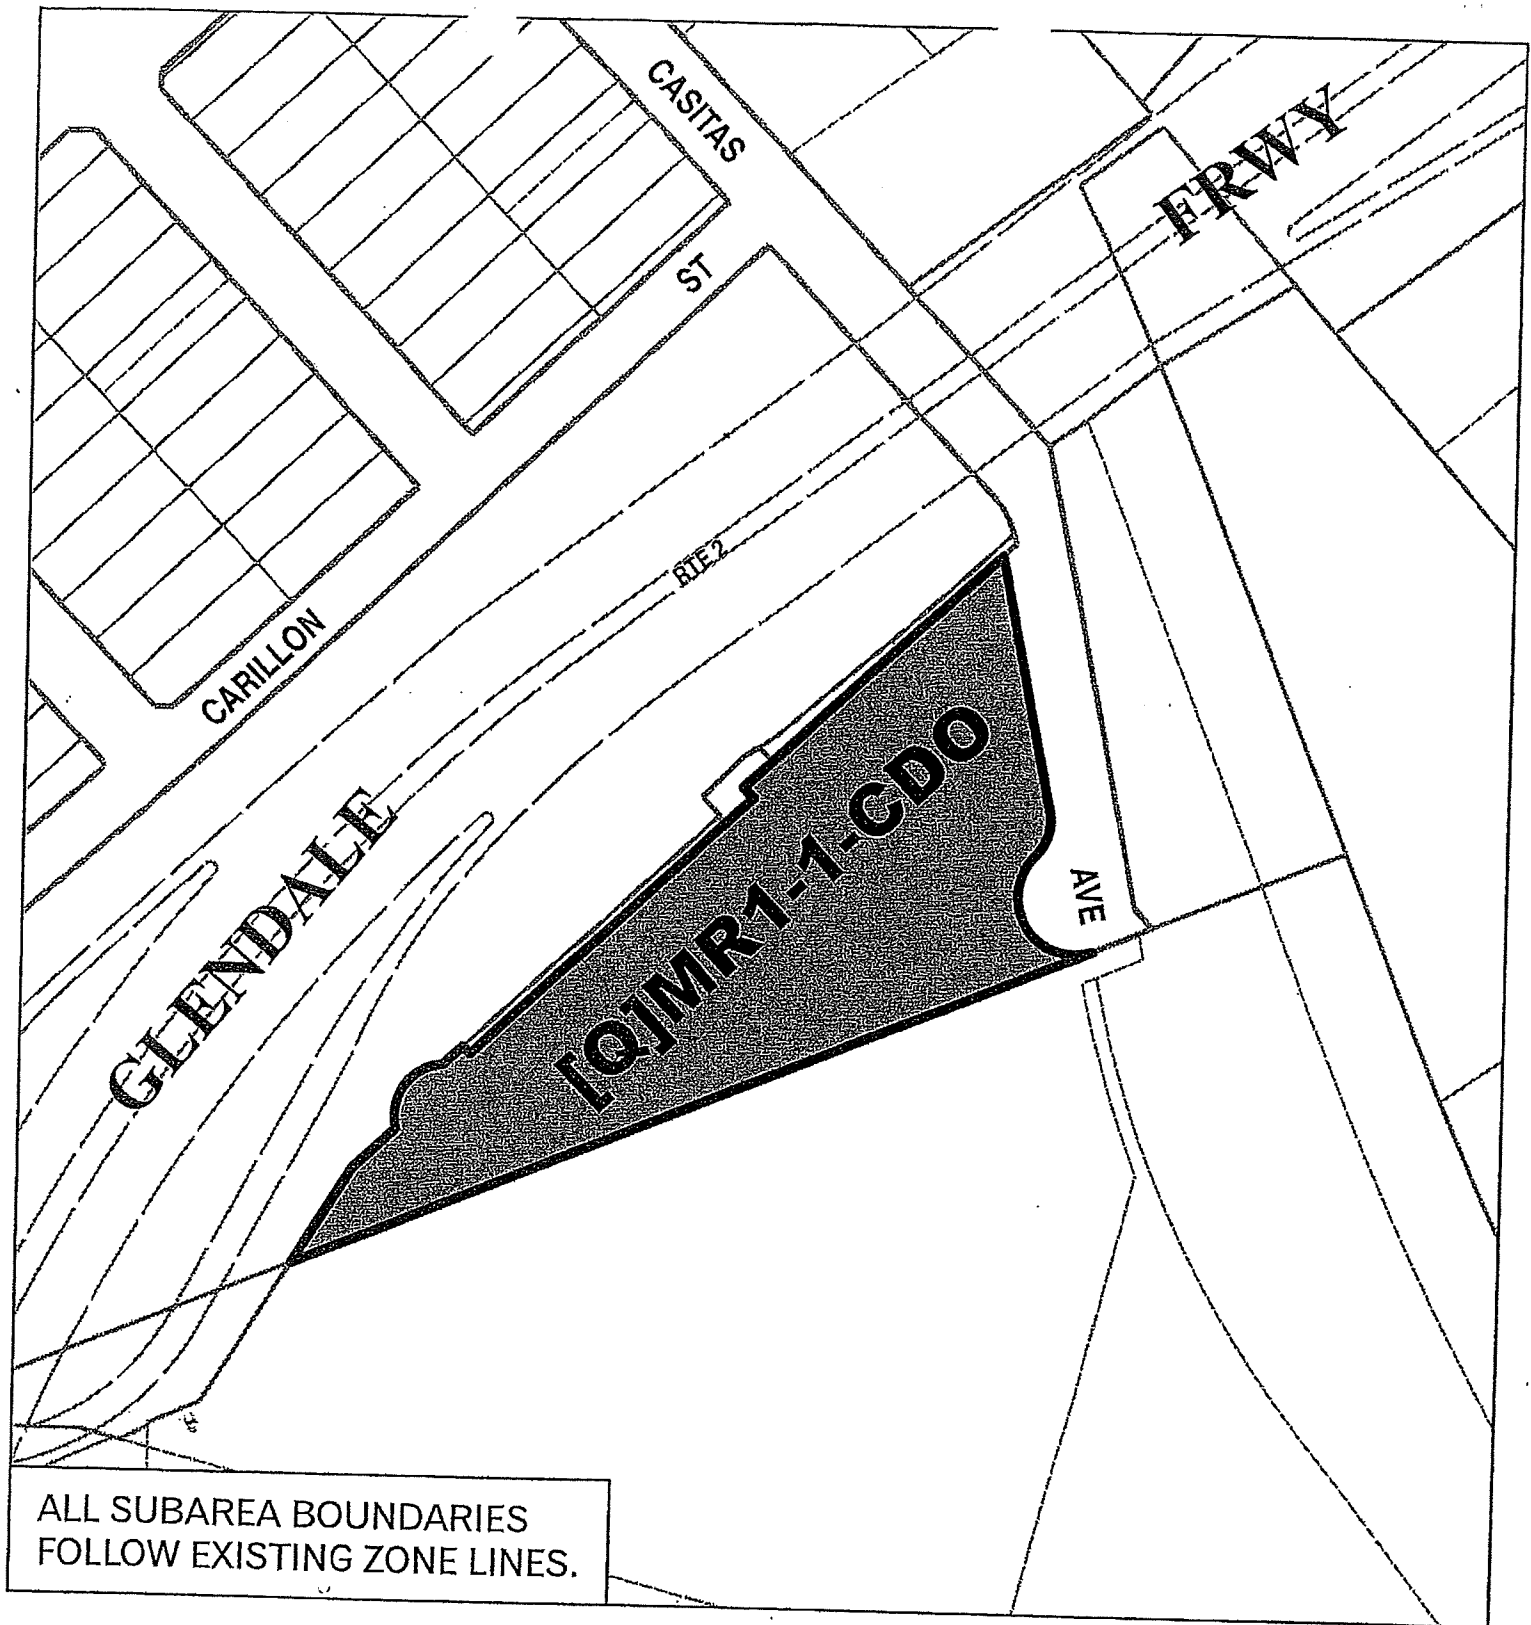 CASITAS
FRWY
ST
RTE 2
CARILLON
GLENDALE
[Q]MR1-1-CDO
AVE
ALL SUBAREA BOUNDARIES
FOLLOW EXISTING ZONE LINES.